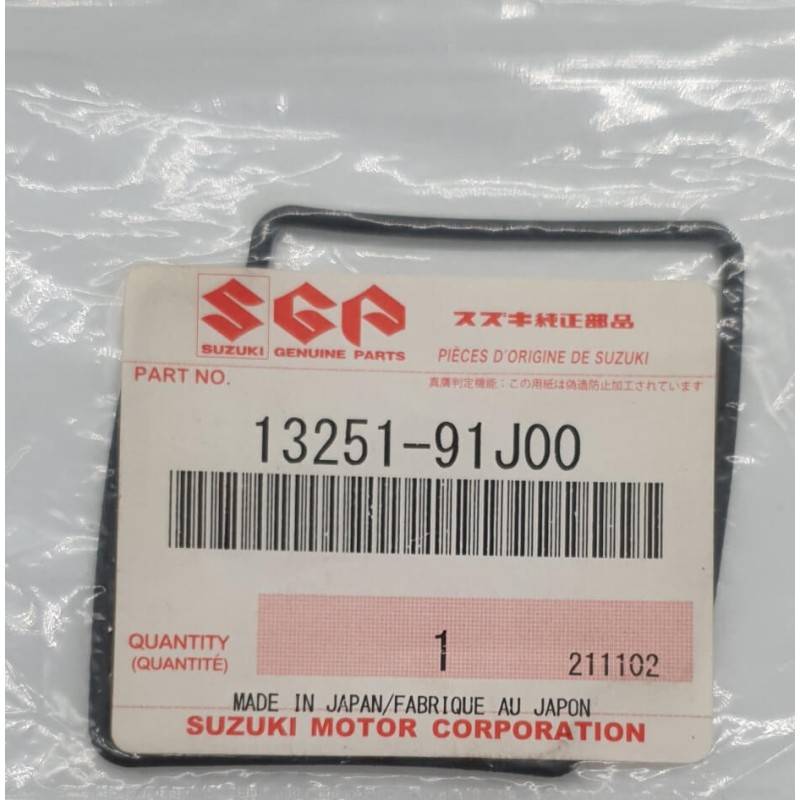 SGP
スズキ純正部品
SUZUKI GENUINE PARTS
PIÈCES D'ORIGINE DE SUZUKI
PART NO.
真贋判定機能:この用紙は偽造防止加工されています
13251-91J00
QUANTITY
1
(QUANTITÉ)
211102
MADE IN JAPAN/FABRIQUE AU JAPON
SUZUKI MOTOR CORPORATION